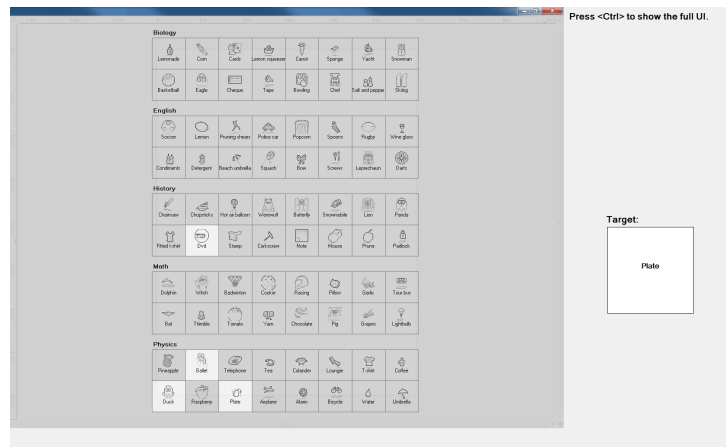 Press <Ctrl> to show the full UI.
Biology
Lemonade Corn Cards Lemon squeezer Carrot Sponge Yacht Snowman
Basketball Eagle Cheque Tape Bowling Chef Salt and pepper Skiing
English
Soccer Lemon Pruning shears Police car Popcorn Spoons Rugby Wine glass
Condiments Detergent Beach umbrella Squash Bow Screws Leprechaun Darts
History
Chainsaw Chopsticks Hot air balloon Werewolf Butterfly Snowmobile Lion Panda
Fitted t-shirt Dvd Stamp Corkscrew Note Mouse Prune Padlock
Math
Dolphin Witch Badminton Cookie Racing Pillow Garlic Tour bus
Bat Thimble Tomato Yarn Chocolate Pig Grapes Lightbulb
Physics
Pineapple Ballet Telephone Tea Colander Lounger T-shirt Coffee
Duck Raspberry Plate Airplane Alarm Bicycle Water Umbrella
Target:
Plate